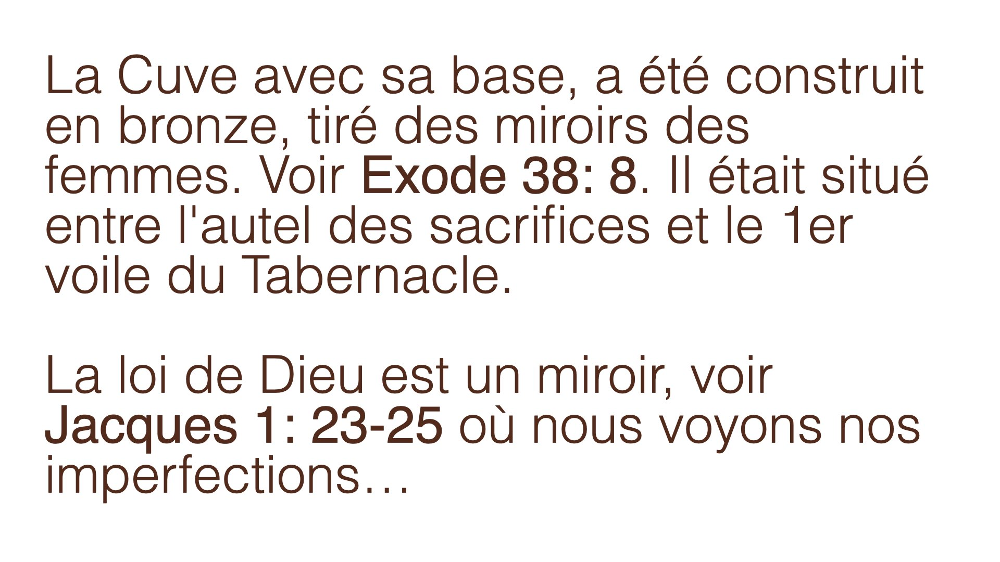 La Cuve avec sa base, a été construit
en bronze, tiré des miroirs des
femmes. Voir Exode 38: 8. Il était situé
entre l'autel des sacrifices et le 1er
voile du Tabernacle.
La loi de Dieu est un miroir, voir
Jacques 1: 23-25 où nous voyons nos
imperfections…